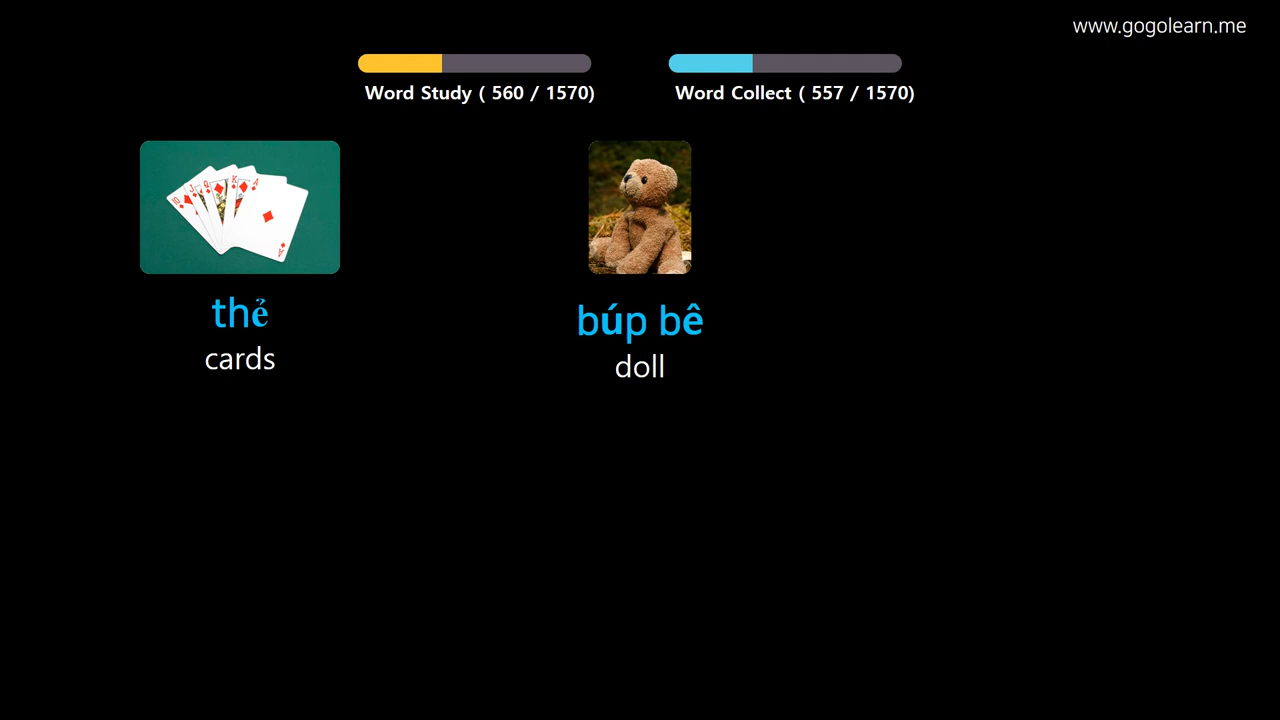 www.gogolearn.me
Word Study ( 560 / 1570)
Word Collect ( 557 / 1570)
thẻ
cards
búp bê
doll